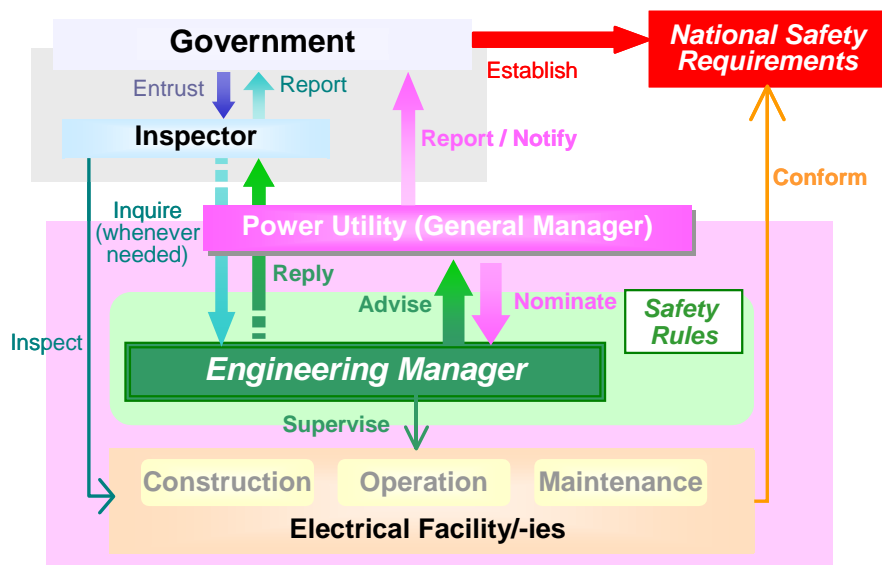 Government
National Safety
Requirements
Establish
Entrust
Report
Inspector
Report / Notify
Conform
Inquire
(whenever
needed)
Power Utility (General Manager)
Reply
Advise
Nominate
Safety
Rules
Inspect
Engineering Manager
Supervise
Construction
Operation
Maintenance
Electrical Facility/-ies